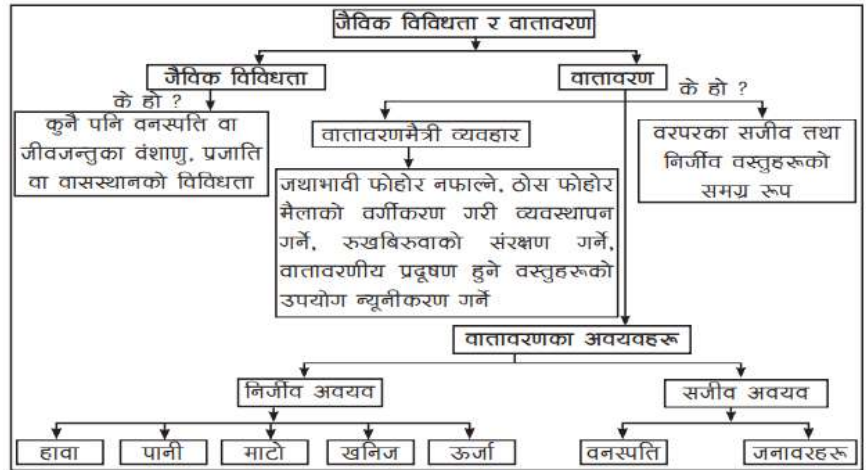 जैविक विविधता र वातावरण
जैविक विविधता
वातावरण
के हो ?
के हो ?
कुनै पनि वनस्पति वा
जीवजन्तुका वंशाणु, प्रजाति
वा वासस्थानको विविधता
वातावरणमैत्री व्यवहार
वरपरका सजीव तथा
निर्जीव वस्तुहरूको
समग्र रूप
जथाभावी फोहोर नफाल्ने, ठोस फोहोर
मैलाको वर्गीकरण गरी व्यवस्थापन
गर्ने, रुखबिरुवाको संरक्षण गर्ने,
वातावरणीय प्रदूषण हुने वस्तुहरूको
उपयोग न्यूनीकरण गर्ने
वातावरणका अवयवहरू
निर्जीव अवयव
सजीव अवयव
हावा
पानी
माटो
खनिज
ऊर्जा
वनस्पति
जनावरहरू